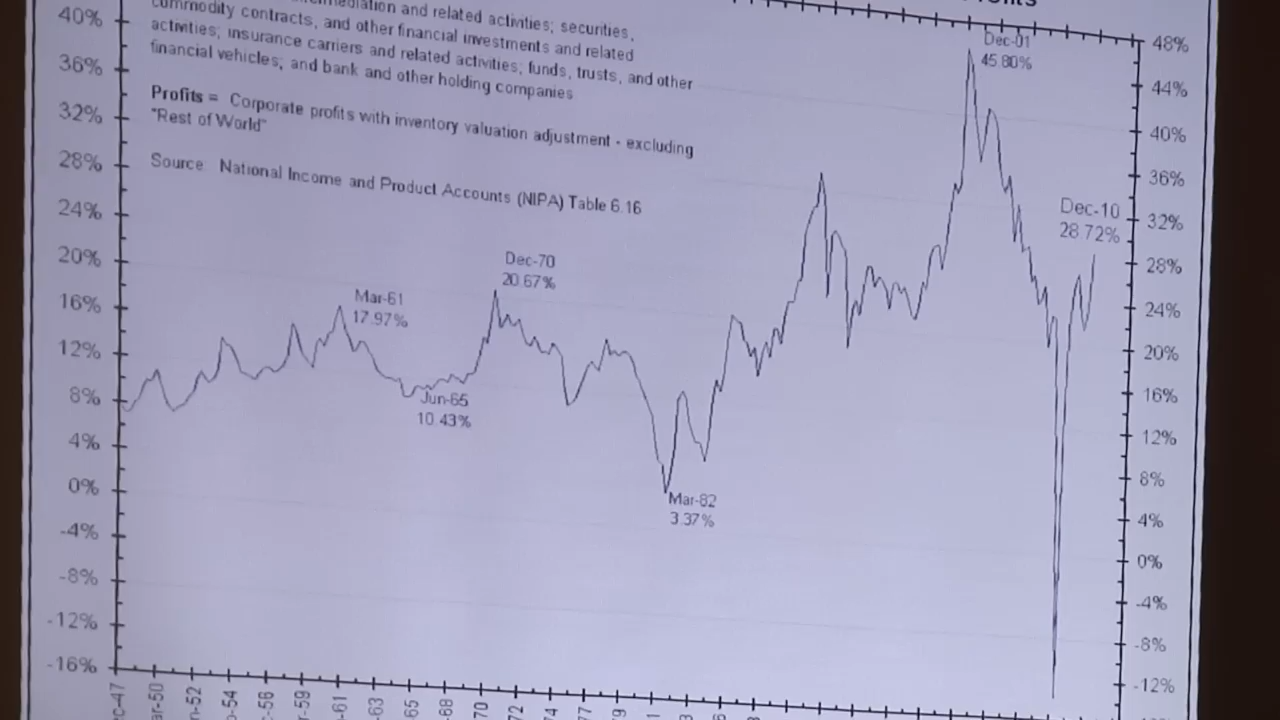 and related activities; securities,
commodity contracts, and other financial investments and related
activities; insurance carriers and related activities; funds, trusts, and other
financial vehicles; and bank and other holding companies
Profits = Corporate profits with inventory valuation adjustment - excluding
"Rest of World"
Source: National Income and Product Accounts (NIPA) Table 6.16
40%
36%
32%
28%
24%
20%
16%
12%
8%
4%
0%
-4%
-8%
-12%
-16%
Mar-61
17.97%
Dec-70
20.67%
Jun-65
10.43%
Mar-82
3.37%
Dec-01
45.80%
Dec-10
28.72%
48%
44%
40%
36%
32%
28%
24%
20%
16%
12%
8%
4%
0%
-4%
-8%
-12%